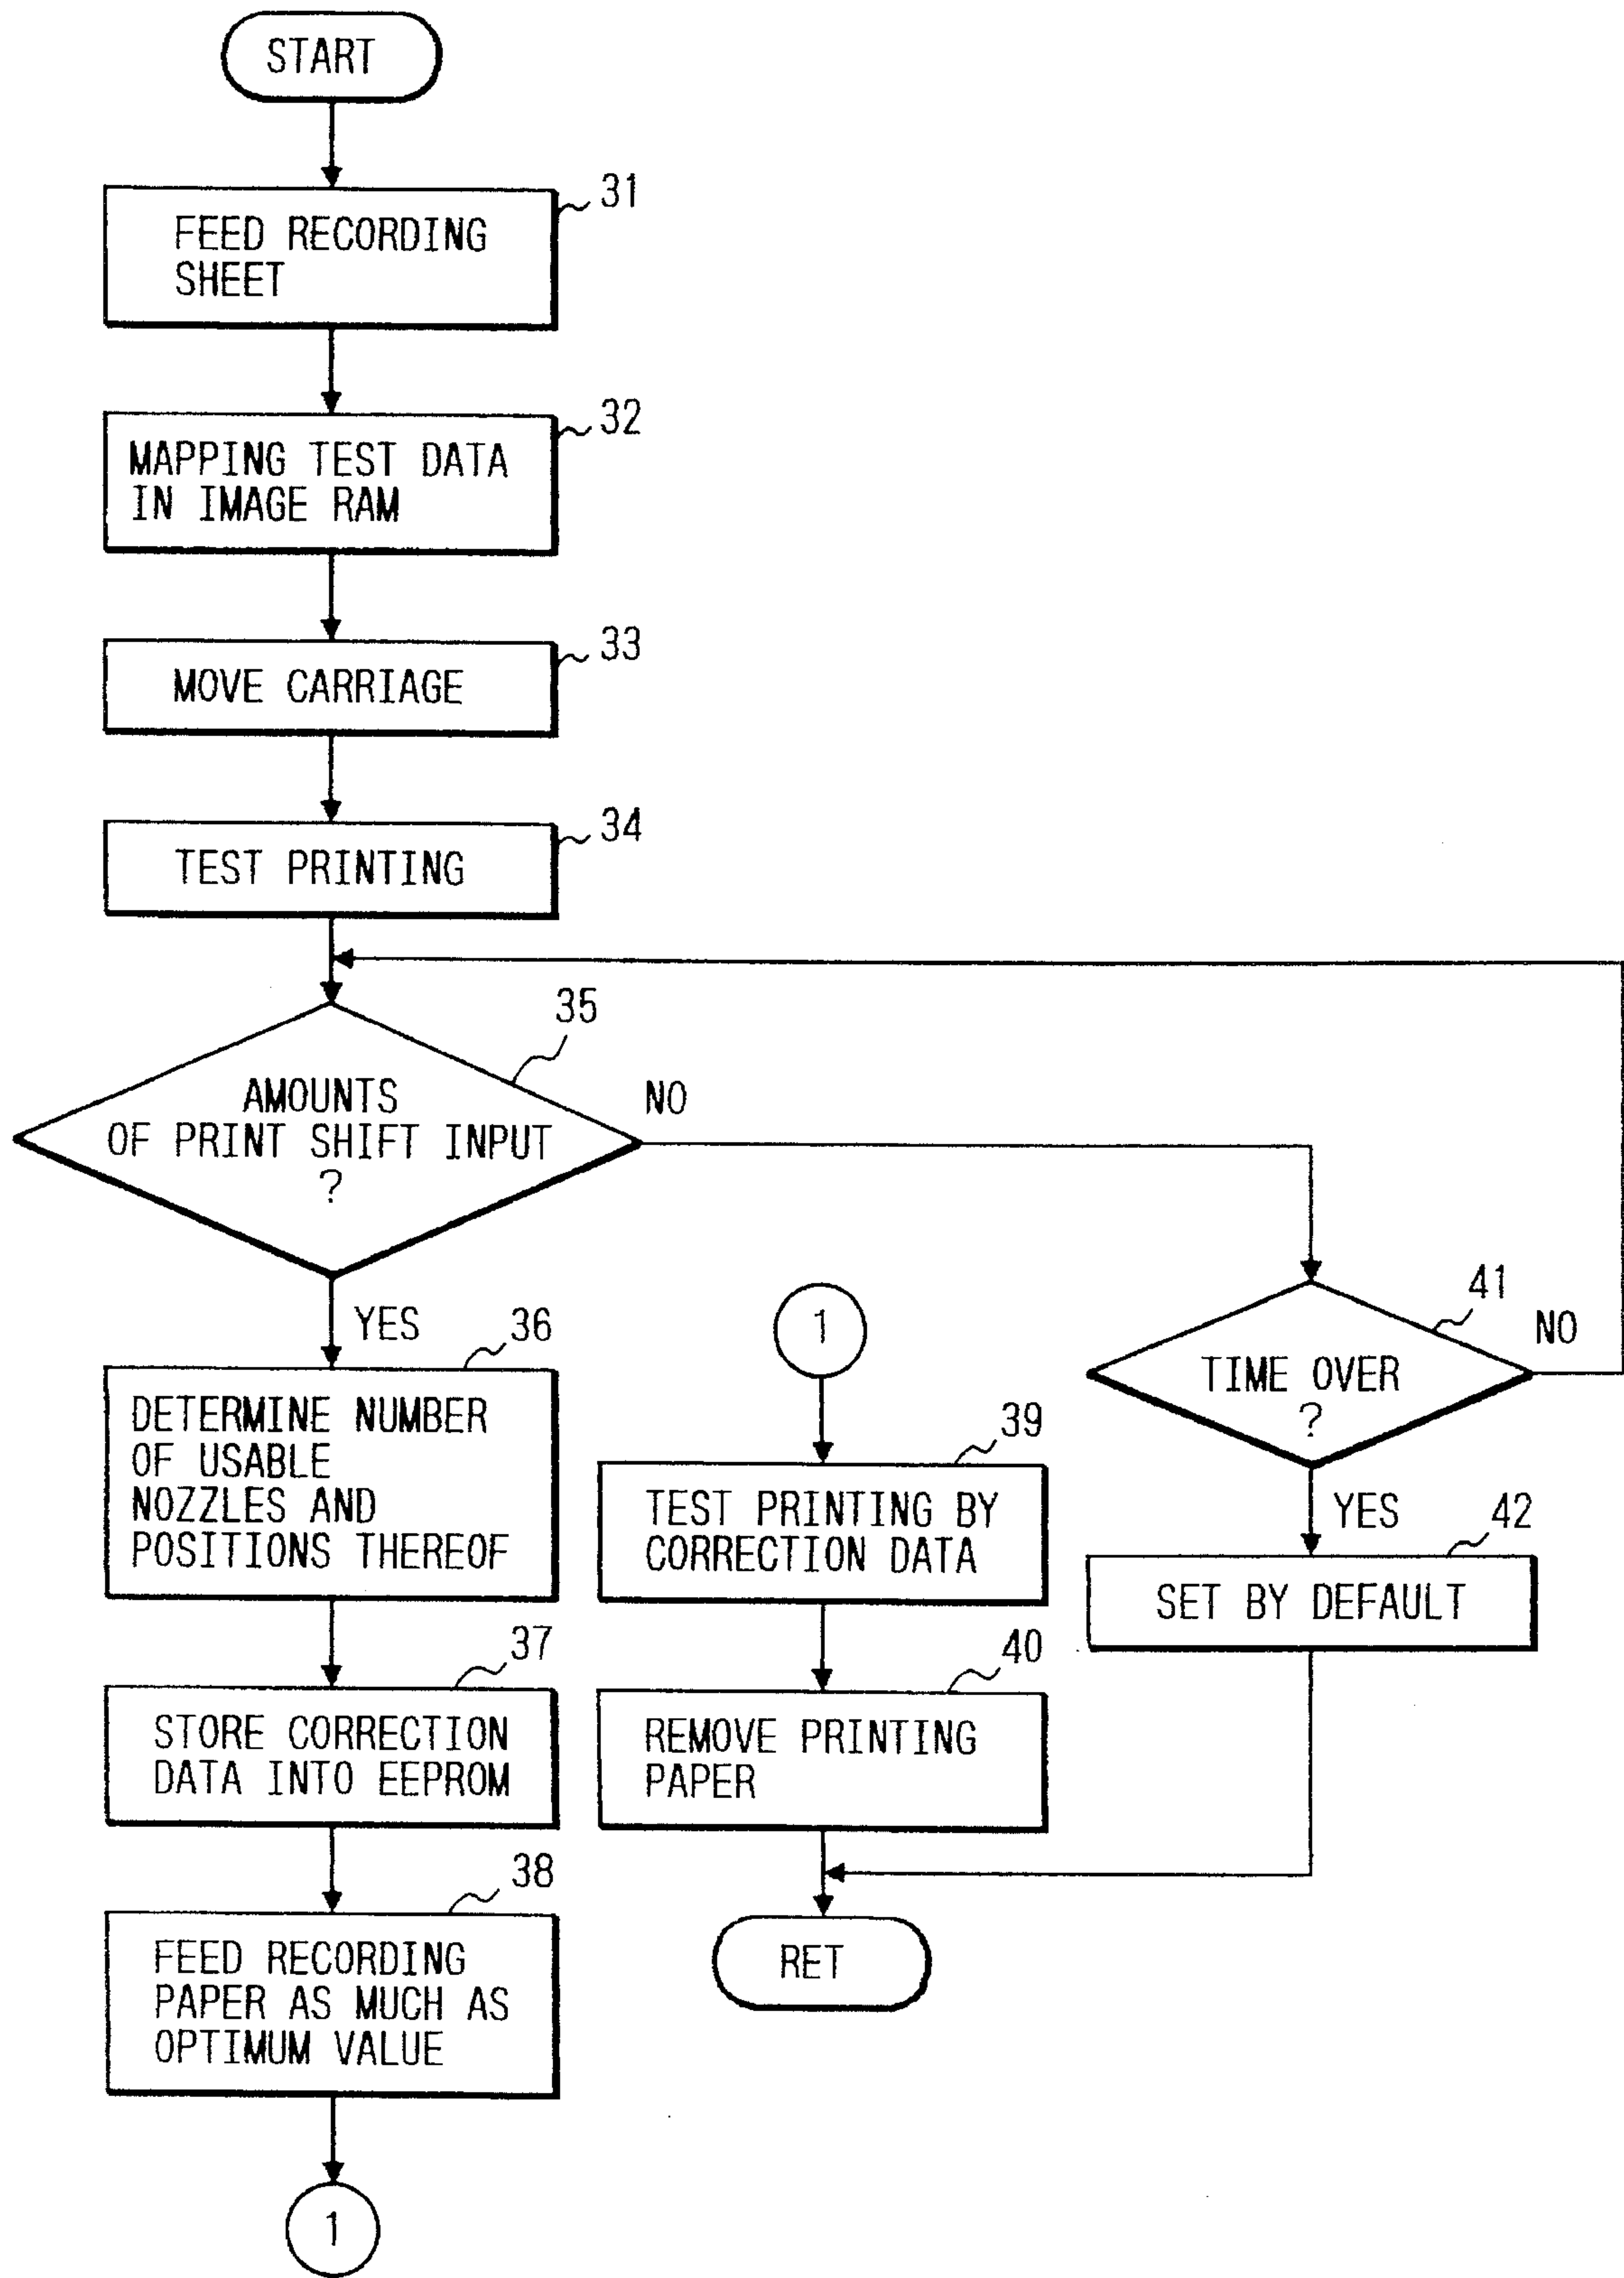 START
31
FEED RECORDING
SHEET
32
MAPPING TEST DATA
IN IMAGE RAM
33
MOVE CARRIAGE
34
TEST PRINTING
35
AMOUNTS
OF PRINT SHIFT INPUT
?
NO
YES
36
DETERMINE NUMBER
OF USABLE
NOZZLES AND
POSITIONS THEREOF
37
STORE CORRECTION
DATA INTO EEPROM
38
FEED RECORDING
PAPER AS MUCH AS
OPTIMUM VALUE
1
1
39
TEST PRINTING BY
CORRECTION DATA
40
REMOVE PRINTING
PAPER
RET
41
TIME OVER
?
NO
YES
42
SET BY DEFAULT